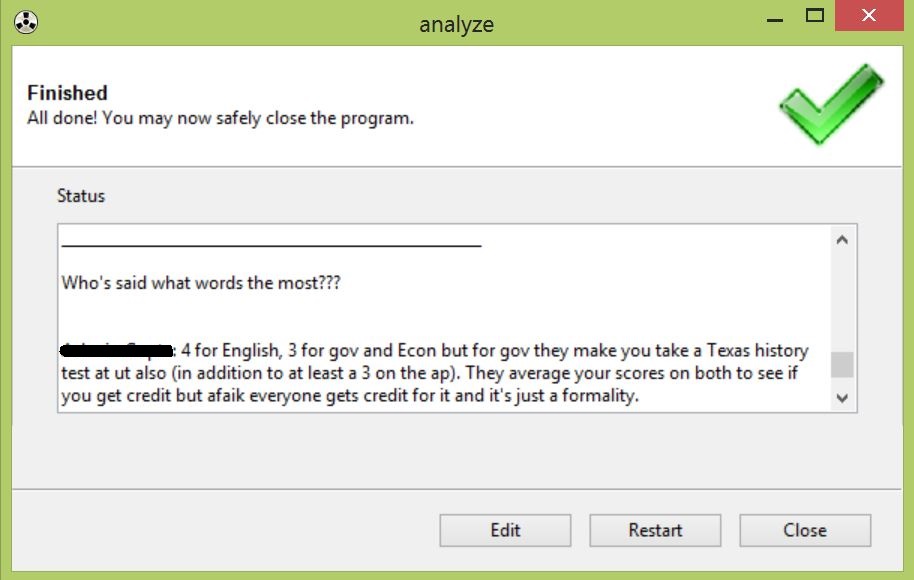 analyze
Finished
All done! You may now safely close the program.
Status
Who's said what words the most???
: 4 for English, 3 for gov and Econ but for gov they make you take a Texas history
test at ut also (in addition to at least a 3 on the ap). They average your scores on both to see if
you get credit but afaik everyone gets credit for it and it's just a formality.
Edit Restart Close